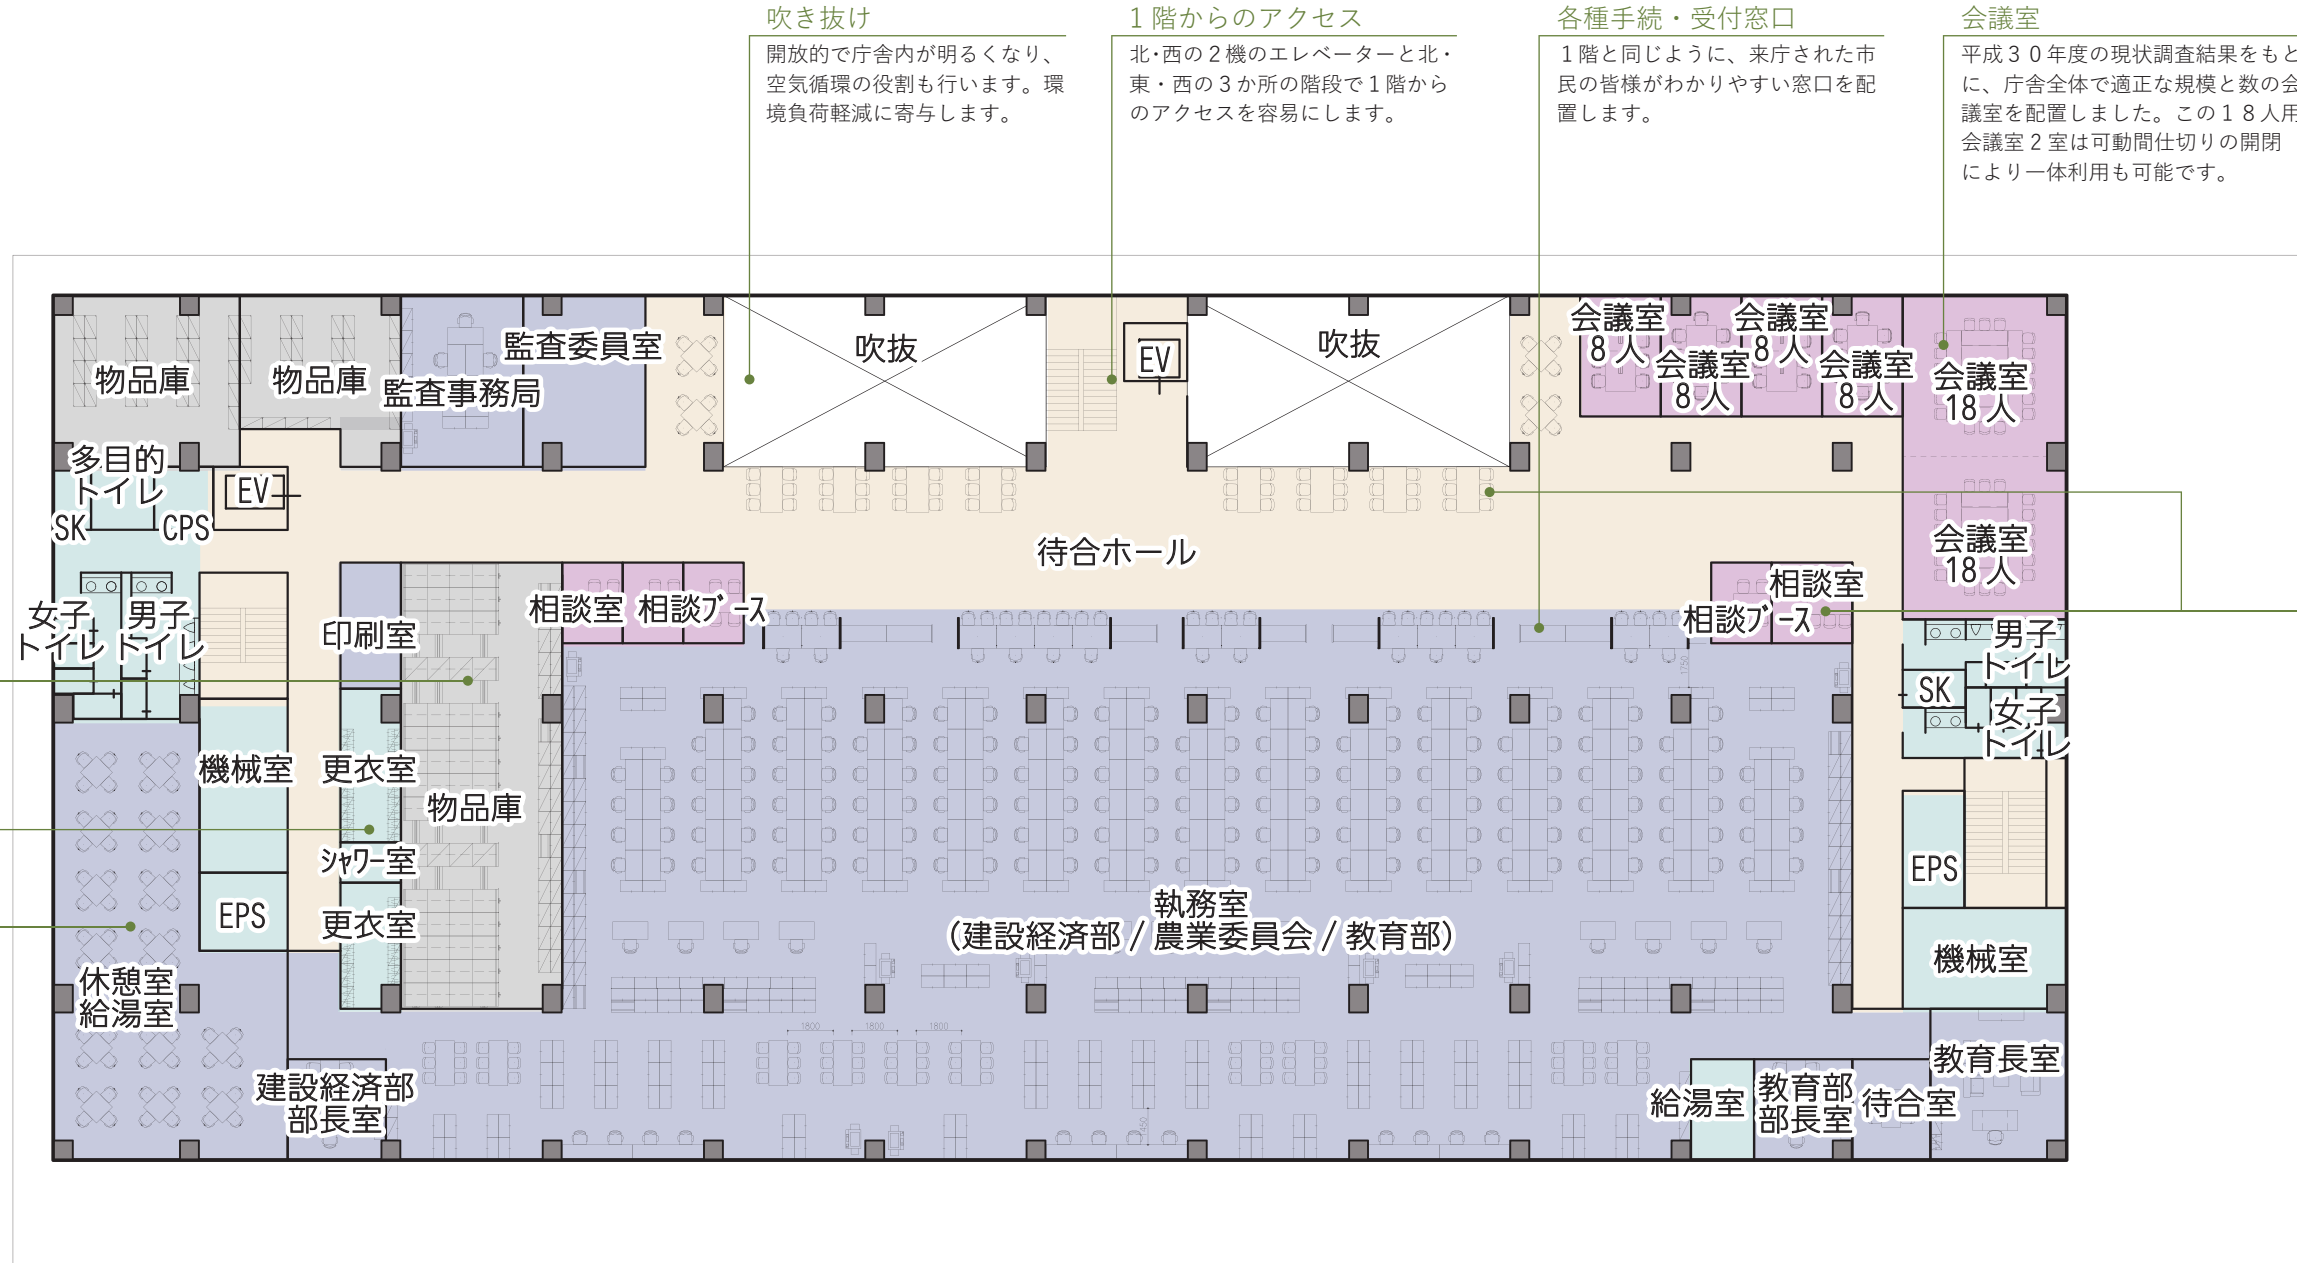 吹き抜け
開放的で庁舎内が明るくなり、
空気循環の役割も行います。環
境負荷軽減に寄与します。
１階からのアクセス
北・西の２機のエレベーターと北・
東・西の３か所の階段で１階から
のアクセスを容易にします。
各種手続・受付窓口
１階と同じように、来庁された市
民の皆様がわかりやすい窓口を配
置します。
会議室
平成３０年度の現状調査結果をもと
に、庁舎全体で適正な規模と数の会
議室を配置しました。この１８人用
会議室２室は可動間仕切りの開閉
により一体利用も可能です。
物品庫
物品庫
監査事務局
監査委員室
吹抜
EV
吹抜
会議室
8人
会議室
8人
会議室
8人
会議室
8人
会議室
18人
多目的
トイレ
SK
CPS
EV
待合ホール
会議室
18人
女子
トイレ
男子
トイレ
印刷室
相談室
相談ブース
相談ブース
相談室
男子
トイレ
SK
女子
トイレ
1750
機械室
更衣室
物品庫
シャワー室
EPS
更衣室
EPS
執務室
（建設経済部 / 農業委員会 / 教育部）
機械室
休憩室
給湯室
1800
1800
1800
450
建設経済部
部長室
給湯室
教育部
部長室
待合室
教育長室